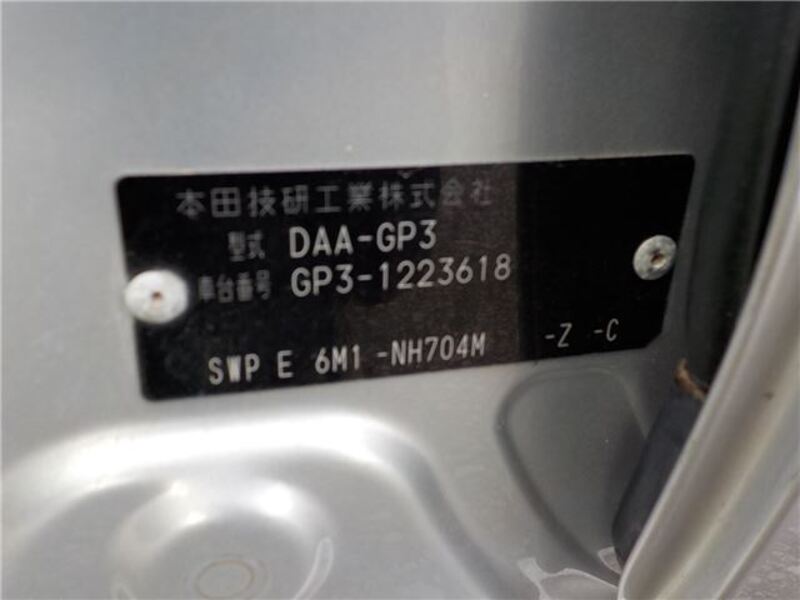 本田技研工業株式会社
型式 DAA-GP3
車台番号 GP3-1223618
SWP E 6M1 -NH704M -Z -C